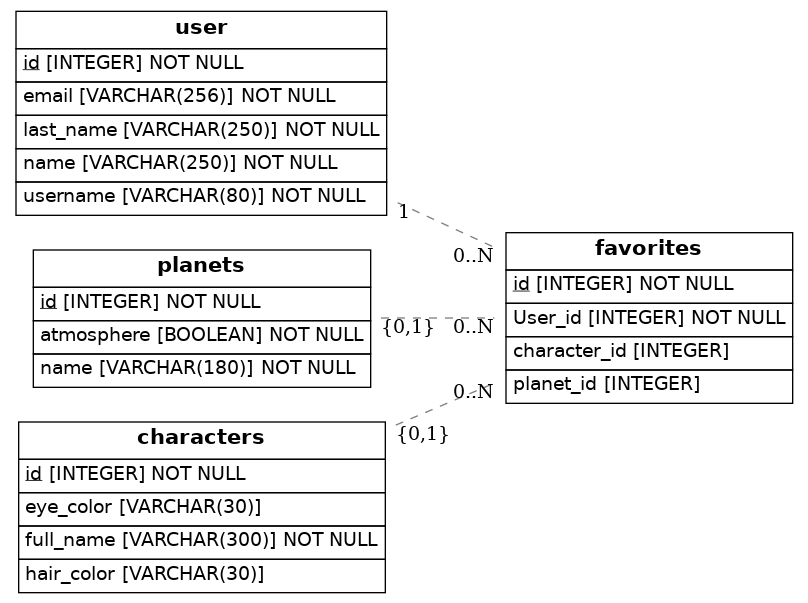 user
id [INTEGER] NOT NULL
email [VARCHAR(256)] NOT NULL
last_name [VARCHAR(250)] NOT NULL
name [VARCHAR(250)] NOT NULL
username [VARCHAR(80)] NOT NULL
1
0..N
planets
id [INTEGER] NOT NULL
atmosphere [BOOLEAN] NOT NULL
name [VARCHAR(180)] NOT NULL
{0,1}
0..N
favorites
id [INTEGER] NOT NULL
User_id [INTEGER] NOT NULL
character_id [INTEGER]
planet_id [INTEGER]
0..N
{0,1}
characters
id [INTEGER] NOT NULL
eye_color [VARCHAR(30)]
full_name [VARCHAR(300)] NOT NULL
hair_color [VARCHAR(30)]